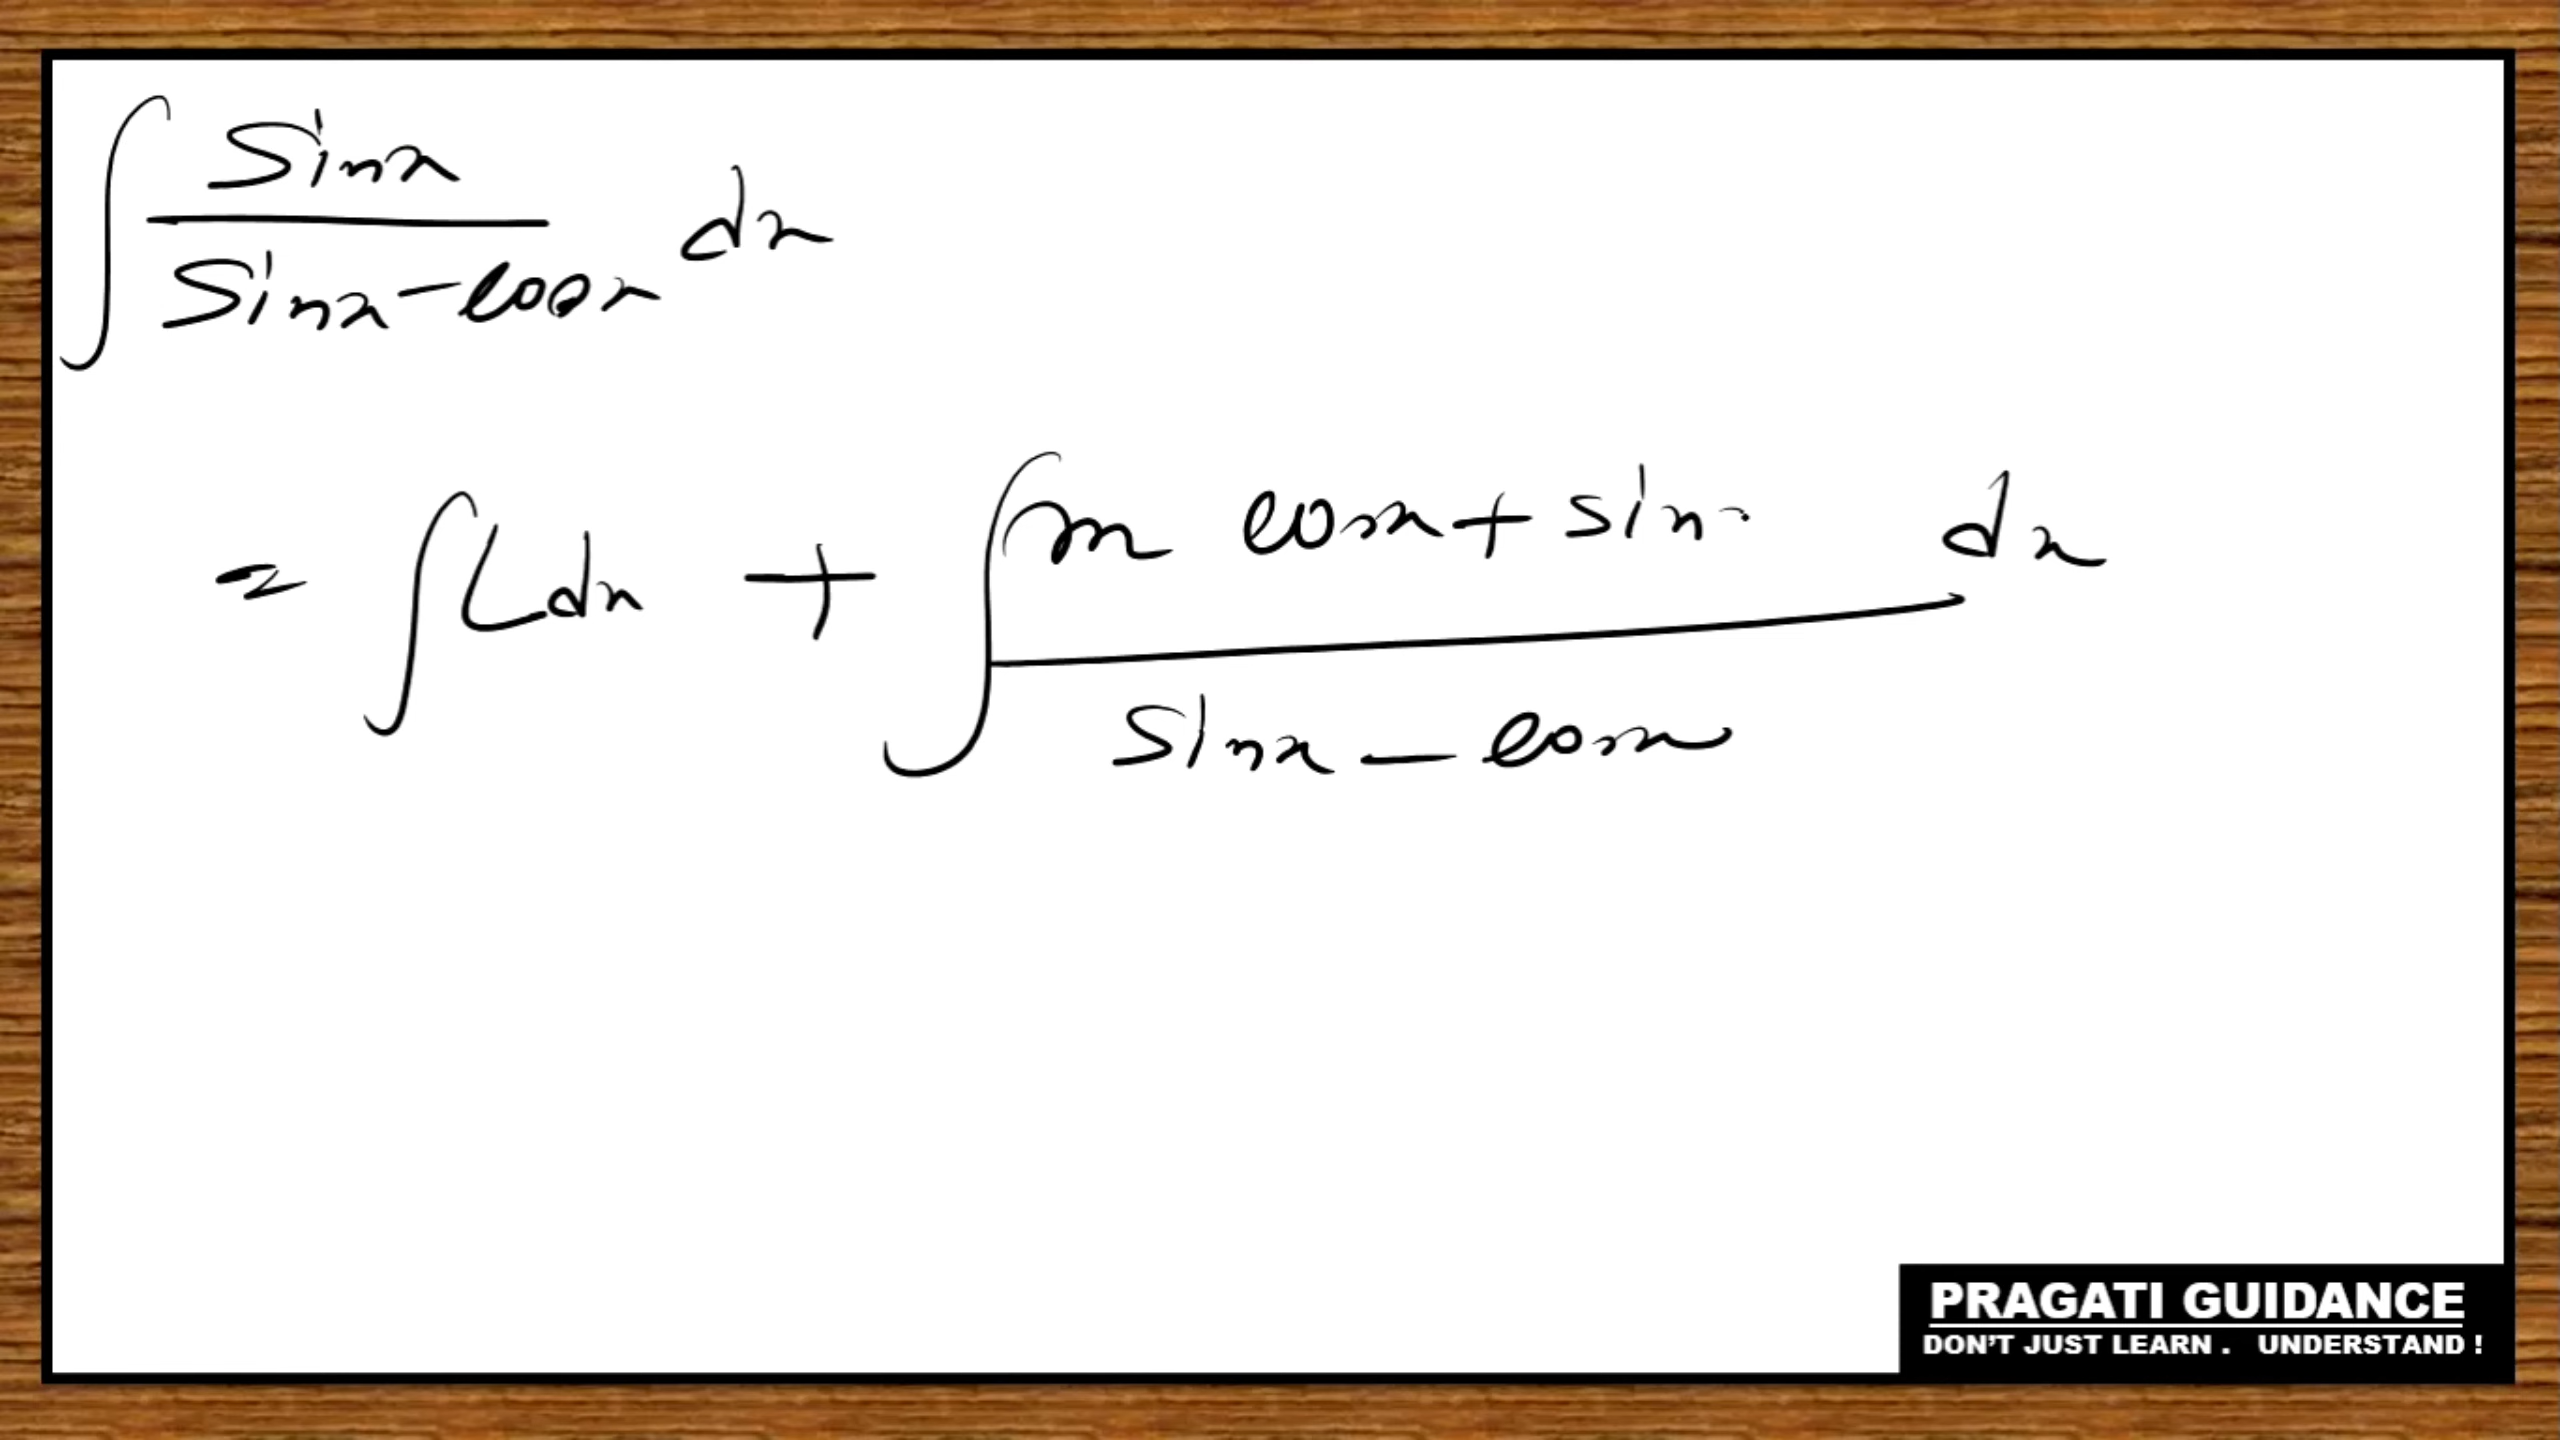 ∫ sinx / (sinx - cosx) dx
= ∫ L dx + ∫ m cosx + sin / (sinx - cosx) dx
PRAGATI GUIDANCE
DON'T JUST LEARN . UNDERSTAND !